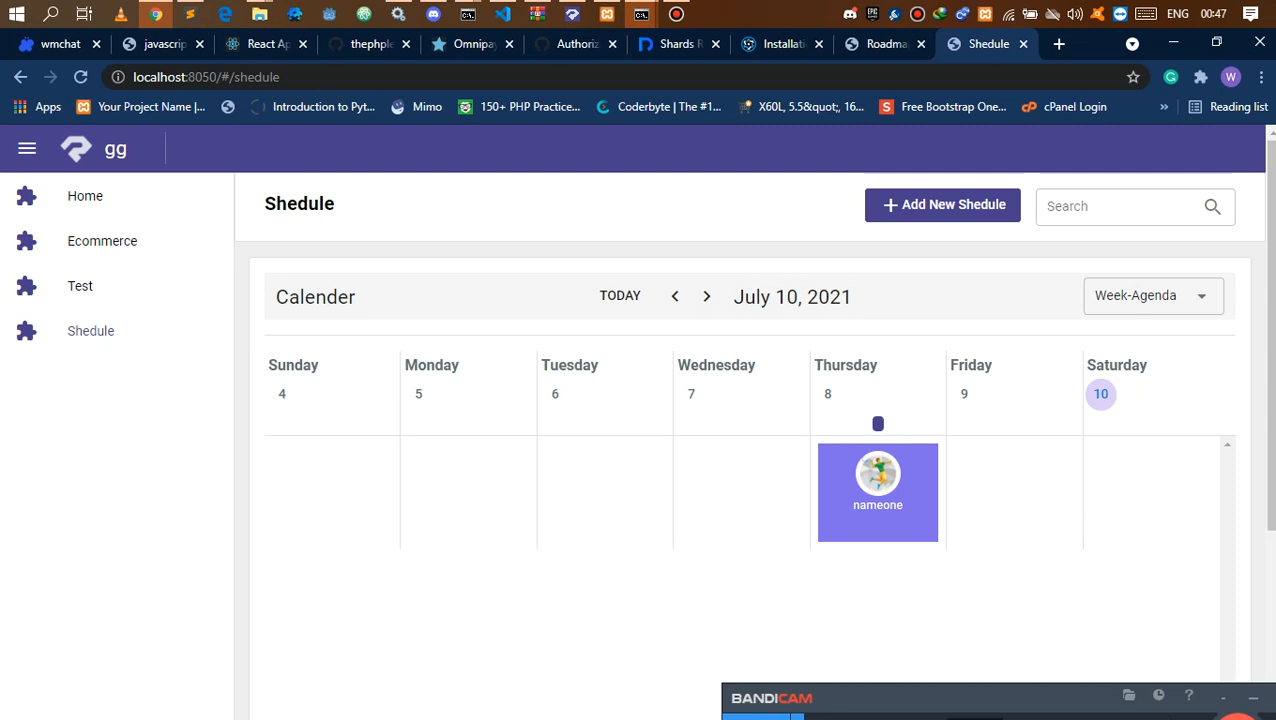 ENG 00:47
wmchat javascrip React Ap thephple Omnipay Authoriz Shards R Installati Roadma Shedule
localhost:8050/#/shedule
Apps Your Project Name |... Introduction to Pyt... Mimo 150+ PHP Practice... Coderbyte | The #1... X60L, 5.5&quot;, 16... Free Bootstrap One... cPanel Login » Reading list
gg
Home
Ecommerce
Test
Shedule
Shedule
Add New Shedule
Search
Calender
TODAY
July 10, 2021
Week-Agenda
Sunday Monday Tuesday Wednesday Thursday Friday Saturday
4 5 6 7 8 9 10
nameone
BANDICAM